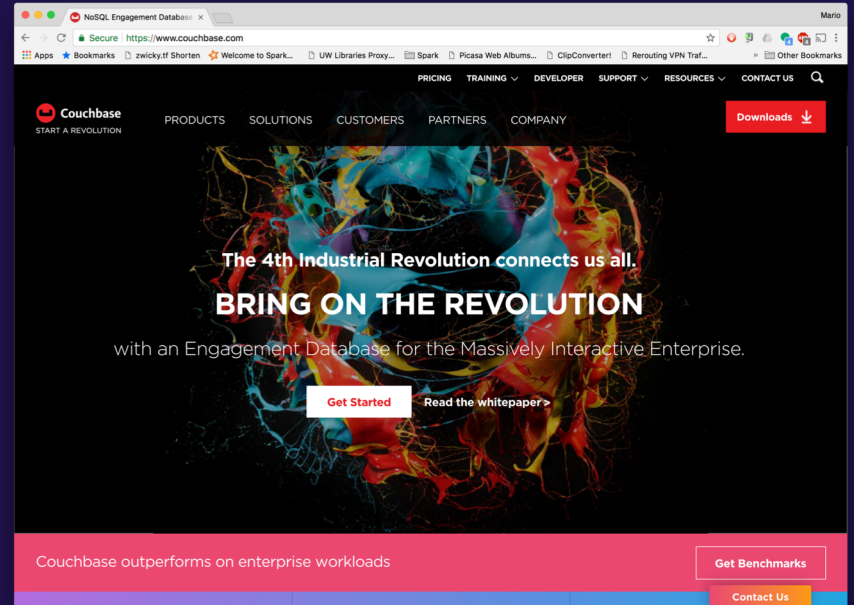 NoSQL Engagement Database
Mario
Secure https://www.couchbase.com
Apps Bookmarks zwicky.tf Shorten Welcome to Spark... UW Libraries Proxy... Spark Picasa Web Albums... ClipConverter! Rerouting VPN Traf... » Other Bookmarks
PRICING TRAINING DEVELOPER SUPPORT RESOURCES CONTACT US
Couchbase
START A REVOLUTION
PRODUCTS SOLUTIONS CUSTOMERS PARTNERS COMPANY
Downloads
The 4th Industrial Revolution connects us all.
BRING ON THE REVOLUTION
with an Engagement Database for the Massively Interactive Enterprise.
Get Started Read the whitepaper >
Couchbase outperforms on enterprise workloads
Get Benchmarks
Contact Us